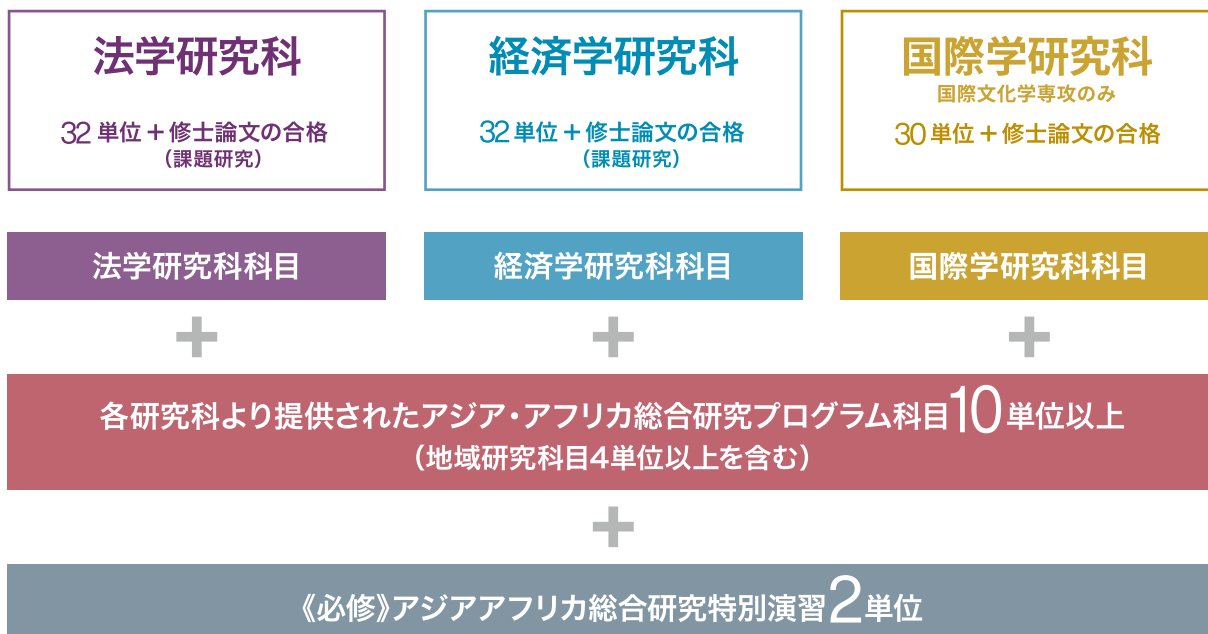 法学研究科
32単位+修士論文の合格
(課題研究)
経済学研究科
32単位+修士論文の合格
(課題研究)
国際学研究科
国際文化学専攻のみ
30単位+修士論文の合格
法学研究科科目
経済学研究科科目
国際学研究科科目
+
+
+
各研究科より提供されたアジア・アフリカ総合研究プログラム科目10単位以上
(地域研究科目4単位以上を含む)
+
《必修》アジアアフリカ総合研究特別演習2単位